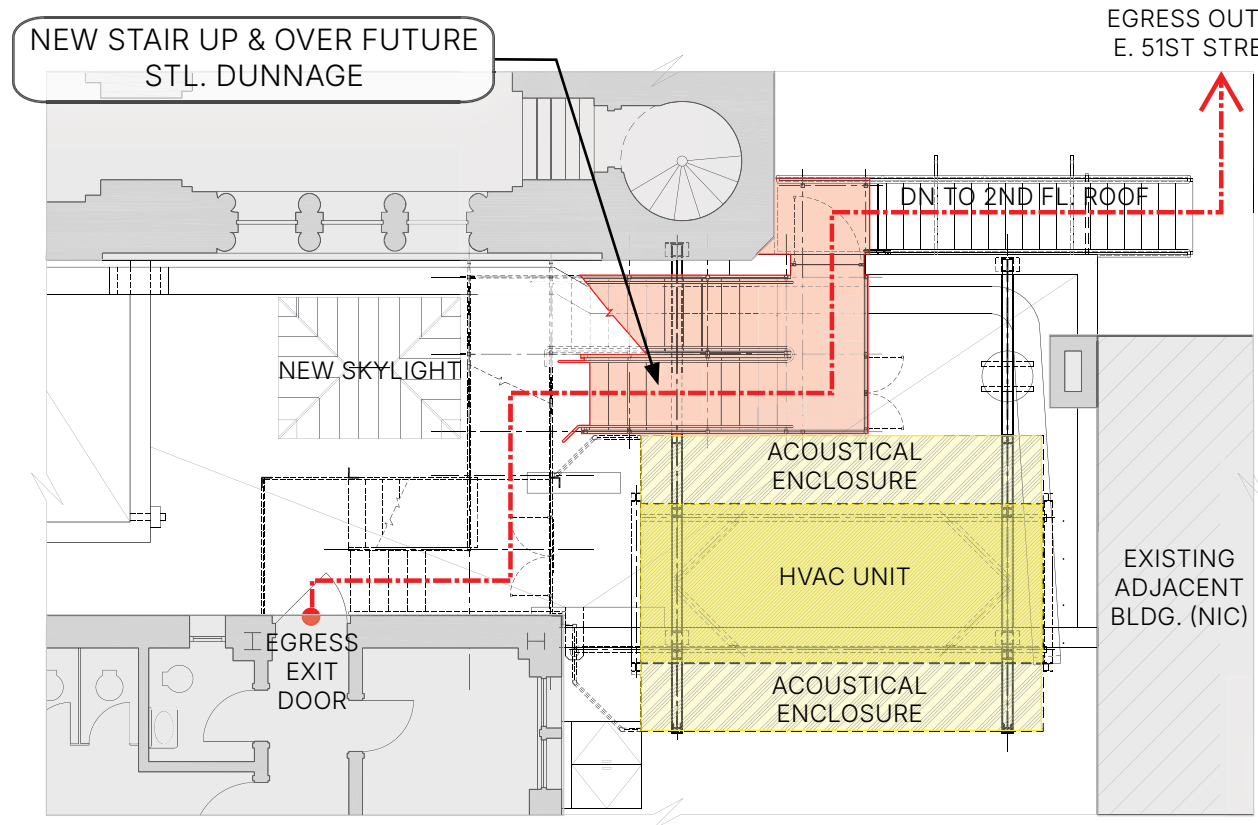 NEW STAIR UP & OVER FUTURE
STL. DUNNAGE
EGRESS OUT
E. 51ST STRE
DN TO 2ND FL. ROOF
NEW SKYLIGHT
ACOUSTICAL
ENCLOSURE
HVAC UNIT
EXISTING
ADJACENT
BLDG. (NIC)
EGRESS
EXIT
DOOR
ACOUSTICAL
ENCLOSURE